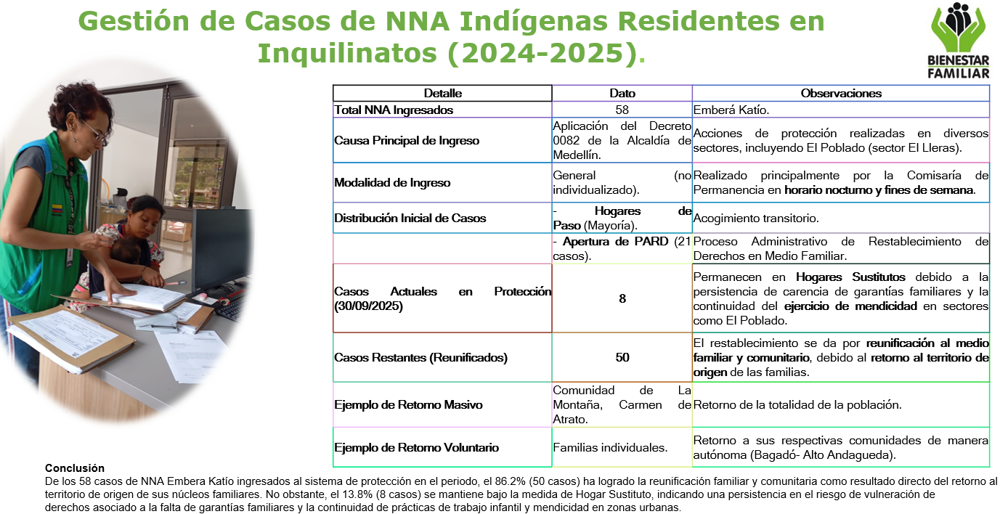 Gestión de Casos de NNA Indígenas Residentes en
Inquilinatos (2024-2025).
BIENESTAR
FAMILIAR
Detalle Dato Observaciones
Total NNA Ingresados 58 Emberá Katío.
Causa Principal de Ingreso
Aplicación del Decreto
0082 de la Alcaldía de
Medellín.
Acciones de protección realizadas en diversos
sectores, incluyendo El Poblado (sector El Lleras).
Modalidad de Ingreso
General (no
individualizado).
Realizado principalmente por la Comisaría de
Permanencia en horario nocturno y fines de semana.
Distribución Inicial de Casos
- Hogares de
Paso (Mayoría).
Acogimiento transitorio.
- Apertura de PARD (21
casos).
Proceso Administrativo de Restablecimiento de
Derechos en Medio Familiar.
Casos Actuales en Protección
(30/09/2025)
8
Permanecen en Hogares Sustitutos debido a la
persistencia de carencia de garantías familiares y la
continuidad del ejercicio de mendicidad en sectores
como El Poblado.
Casos Restantes (Reunificados)
50
El restablecimiento se da por reunificación al medio
familiar y comunitario, debido al retorno al territorio de
origen de las familias.
Ejemplo de Retorno Masivo
Comunidad de La
Montaña, Carmen de
Atrato.
Retorno de la totalidad de la población.
Ejemplo de Retorno Voluntario
Familias individuales.
Retorno a sus respectivas comunidades de manera
autónoma (Bagadó- Alto Andagueda).
Conclusión
De los 58 casos de NNA Embera Katío ingresados al sistema de protección en el periodo, el 86.2% (50 casos) ha logrado la reunificación familiar y comunitaria como resultado directo del retorno al
territorio de origen de sus núcleos familiares. No obstante, el 13.8% (8 casos) se mantiene bajo la medida de Hogar Sustituto, indicando una persistencia en el riesgo de vulneración de
derechos asociado a la falta de garantías familiares y la continuidad de prácticas de trabajo infantil y mendicidad en zonas urbanas.